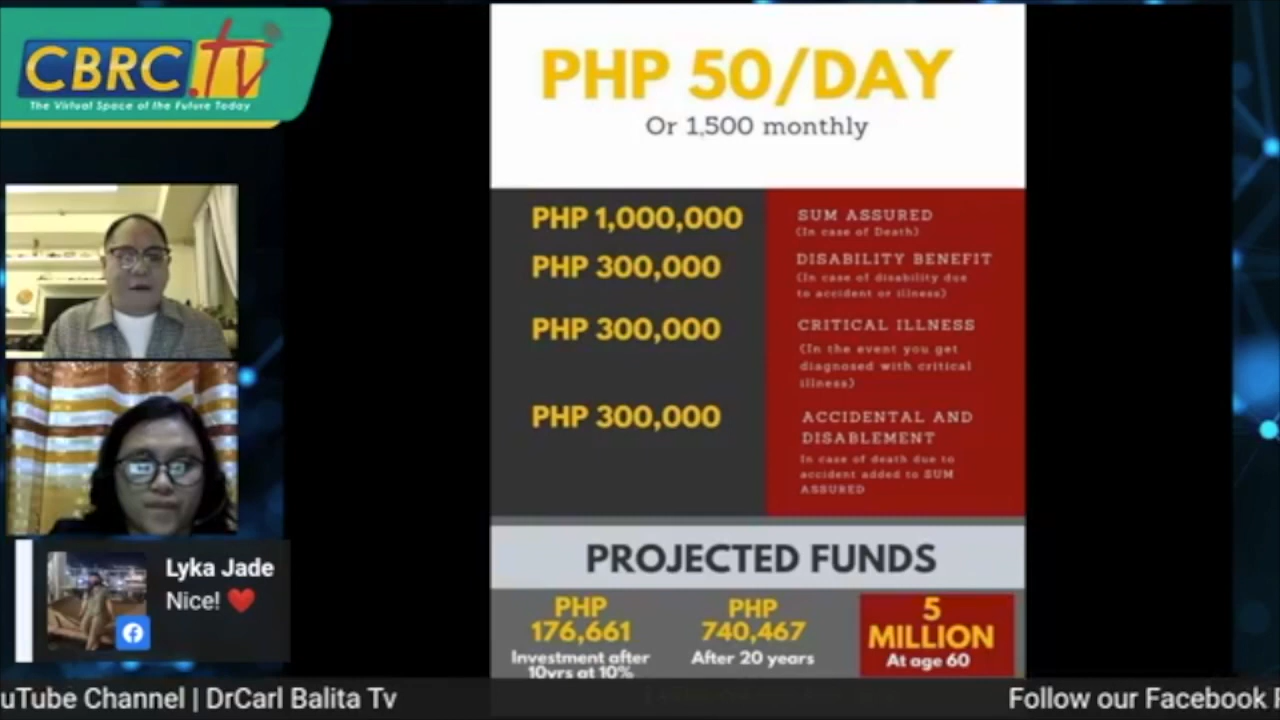 CBRC.tv
The Virtual Space of the Future Today
PHP 50/DAY
Or 1,500 monthly
PHP 1,000,000
SUM ASSURED
(In case of Death)
PHP 300,000
DISABILITY BENEFIT
(In case of disability due
to accident or illness)
PHP 300,000
CRITICAL ILLNESS
(In the event you get
diagnosed with critical
illness)
PHP 300,000
ACCIDENTAL AND
DISABLEMENT
In case of death due to
accident added to SUM
ASSURED
PROJECTED FUNDS
PHP
176,661
Investment after
10yrs at 10%
PHP
740,467
After 20 years
5
MILLION
At age 60
Lyka Jade
Nice! ❤️
uTube Channel | DrCarl Balita Tv
Follow our Facebook